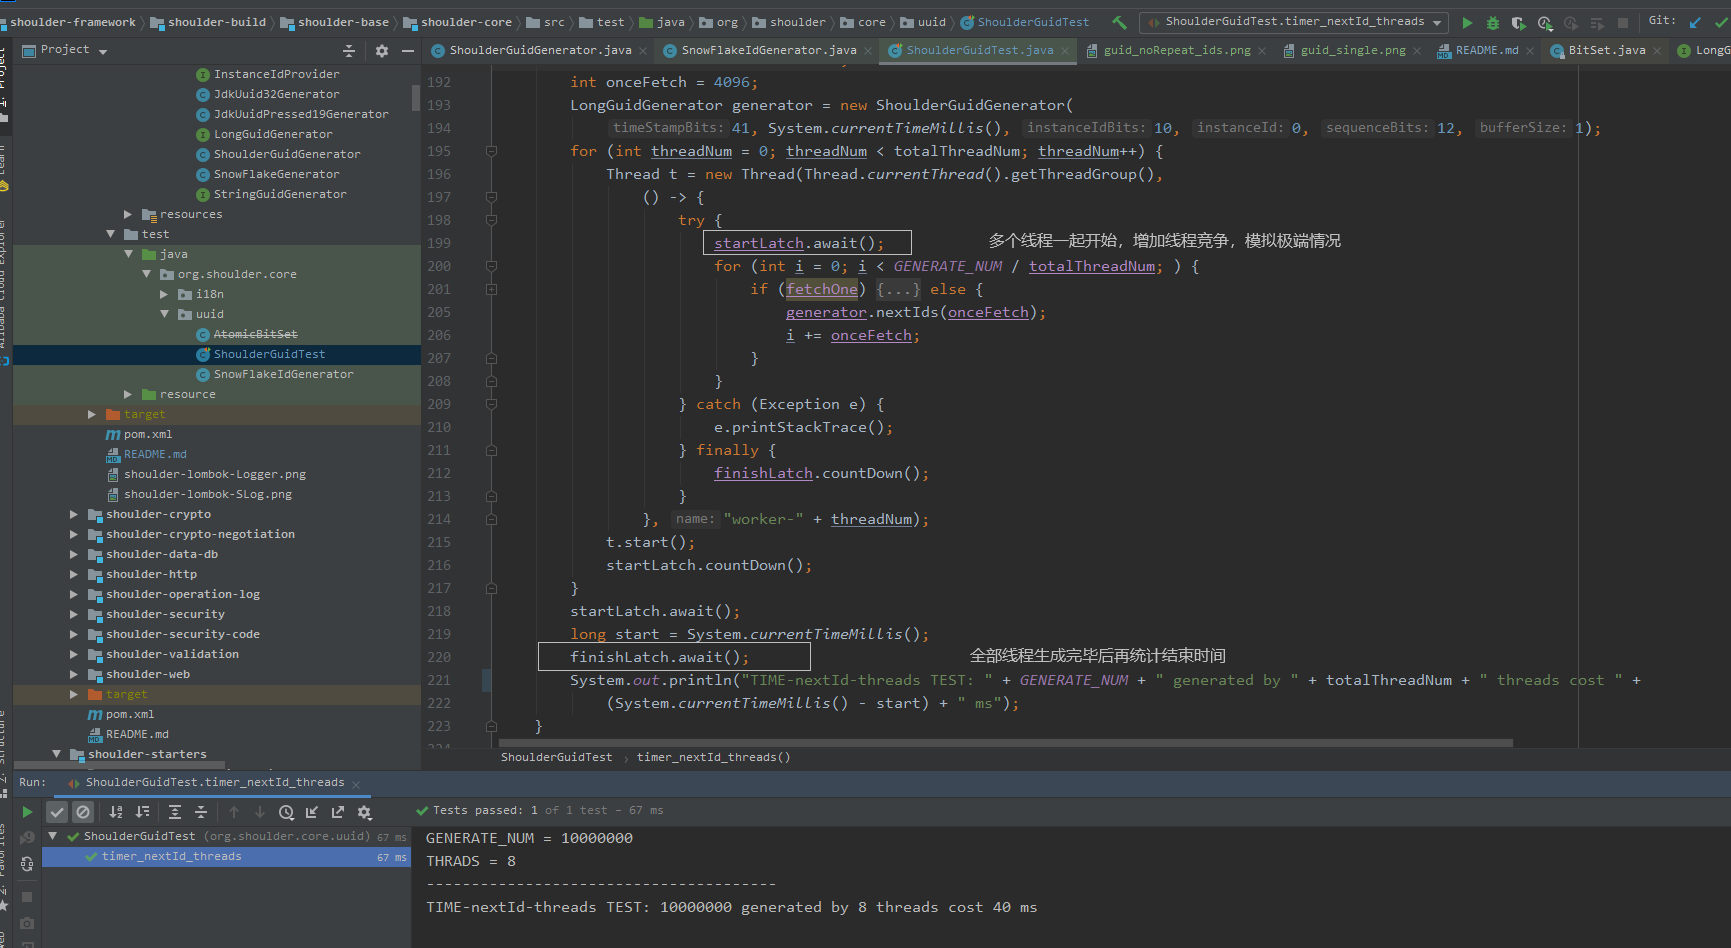 shoulder-framework shoulder-build shoulder-base shoulder-core src test java org shoulder core uuid ShoulderGuidTest ShoulderGuidTest.timer_nextId_threads Git:
Project
ShoulderGuidGenerator.java SnowFlakeIdGenerator.java ShoulderGuidTest.java guid_noRepeat_ids.png guid_single.png README.md BitSet.java LongG
InstanceIdProvider
JdkUuid32Generator
JdkUuidPressed19Generator
LongGuidGenerator
ShoulderGuidGenerator
SnowFlakeGenerator
StringGuidGenerator
resources
test
java
org.shoulder.core
i18n
uuid
AtomicBitSet
ShoulderGuidTest
SnowFlakeIdGenerator
resource
target
pom.xml
README.md
shoulder-lombok-Logger.png
shoulder-lombok-SLog.png
shoulder-crypto
shoulder-crypto-negotiation
shoulder-data-db
shoulder-http
shoulder-operation-log
shoulder-security
shoulder-security-code
shoulder-validation
shoulder-web
target
pom.xml
README.md
shoulder-starters
192 int onceFetch = 4096;
193 LongGuidGenerator generator = new ShoulderGuidGenerator(
194 timeStampBits: 41, System.currentTimeMillis(), instanceIdBits: 10, instanceId: 0, sequenceBits: 12, bufferSize: 1);
195 for (int threadNum = 0; threadNum < totalThreadNum; threadNum++) {
196 Thread t = new Thread(Thread.currentThread().getThreadGroup(),
197 () -> {
198 try {
199 startLatch.await(); 多个线程一起开始，增加线程竞争，模拟极端情况
200 for (int i = 0; i < GENERATE_NUM / totalThreadNum; ) {
201 if (fetchOne) {...} else {
205 generator.nextIds(onceFetch);
206 i += onceFetch;
207 }
208 }
209 } catch (Exception e) {
210 e.printStackTrace();
211 } finally {
212 finishLatch.countDown();
213 }
214 }, name: "worker-" + threadNum);
215 t.start();
216 startLatch.countDown();
217 }
218 startLatch.await();
219 long start = System.currentTimeMillis();
220 finishLatch.await(); 全部线程生成完毕后再统计结束时间
221 System.out.println("TIME-nextId-threads TEST: " + GENERATE_NUM + " generated by " + totalThreadNum + " threads cost " +
222 (System.currentTimeMillis() - start) + " ms");
223 }
ShoulderGuidTest › timer_nextId_threads()
Run: ShoulderGuidTest.timer_nextId_threads
Tests passed: 1 of 1 test – 67 ms
ShoulderGuidTest (org.shoulder.core.uuid) 67 ms
timer_nextId_threads 67 ms
GENERATE_NUM = 10000000
THRADS = 8
---------------------------------------
TIME-nextId-threads TEST: 10000000 generated by 8 threads cost 40 ms